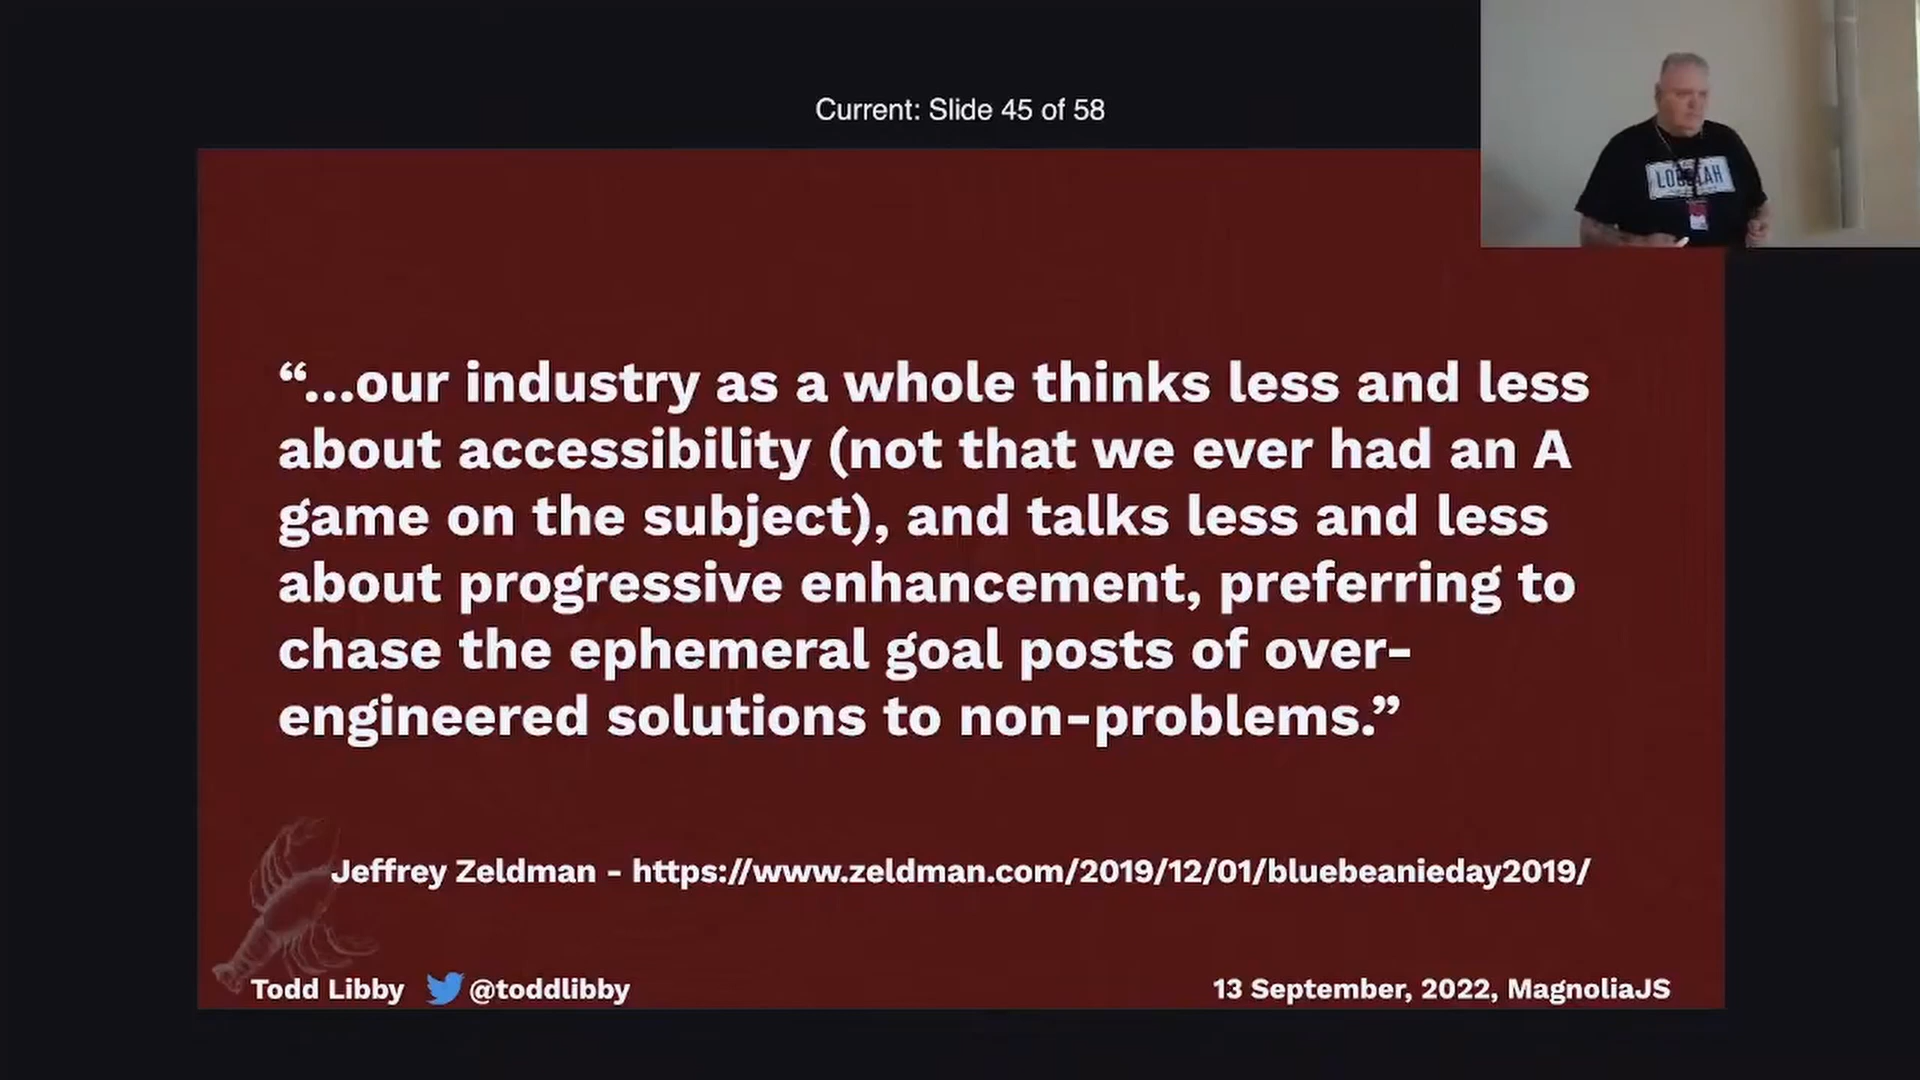 Current: Slide 45 of 58
“...our industry as a whole thinks less and less
about accessibility (not that we ever had an A
game on the subject), and talks less and less
about progressive enhancement, preferring to
chase the ephemeral goal posts of over-
engineered solutions to non-problems.”
Jeffrey Zeldman - https://www.zeldman.com/2019/12/01/bluebeanieday2019/
Todd Libby @toddlibby
13 September, 2022, MagnoliaJS